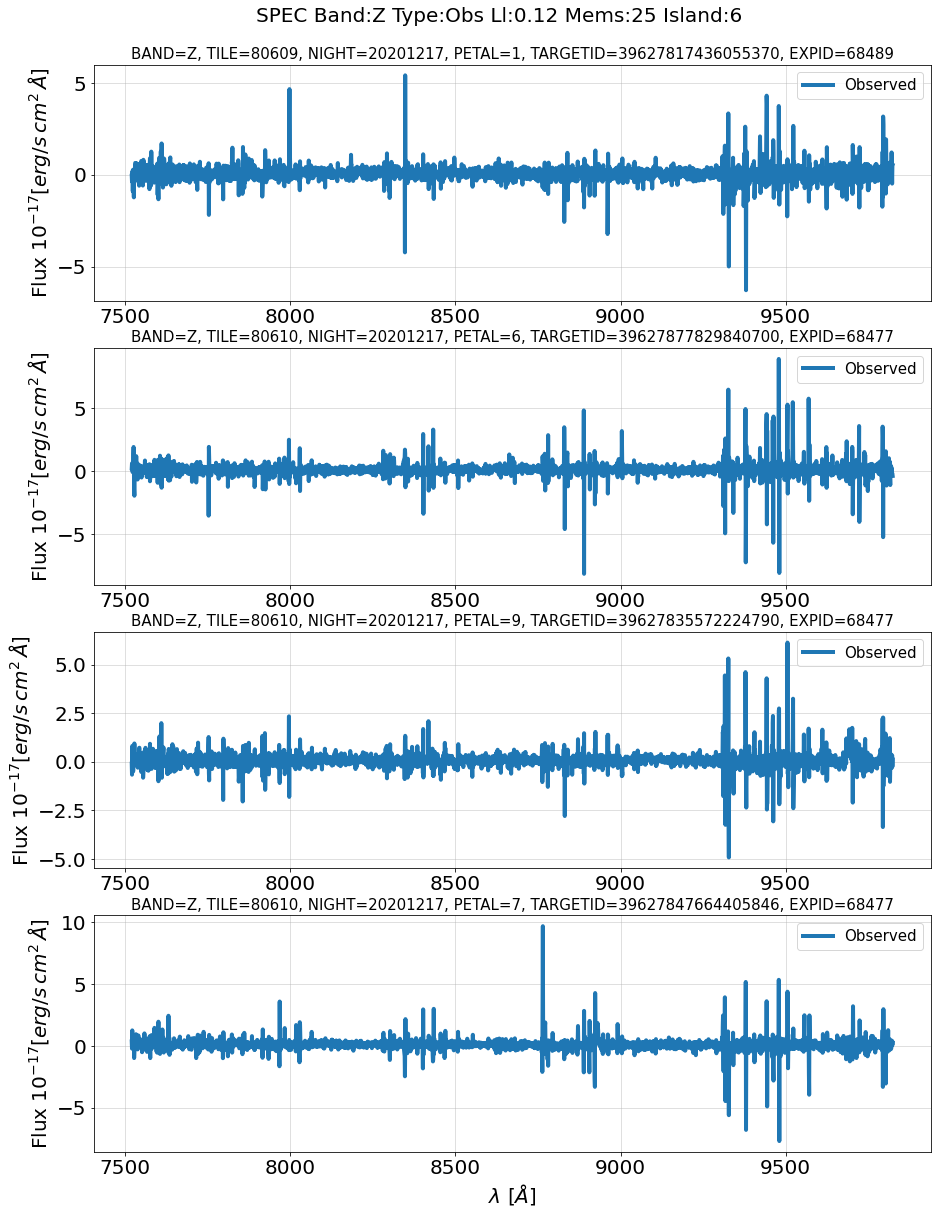 SPEC Band:Z Type:Obs Ll:0.12 Mems:25 Island:6
BAND=Z, TILE=80609, NIGHT=20201217, PETAL=1, TARGETID=39627817436055370, EXPID=68489
Observed
5
0
−5
Flux 10^{−17}[erg/s cm^2 Å]
7500 8000 8500 9000 9500
BAND=Z, TILE=80610, NIGHT=20201217, PETAL=6, TARGETID=39627877829840700, EXPID=68477
Observed
5
0
−5
Flux 10^{−17}[erg/s cm^2 Å]
7500 8000 8500 9000 9500
BAND=Z, TILE=80610, NIGHT=20201217, PETAL=9, TARGETID=39627835572224790, EXPID=68477
Observed
5.0
2.5
0.0
−2.5
−5.0
Flux 10^{−17}[erg/s cm^2 Å]
7500 8000 8500 9000 9500
BAND=Z, TILE=80610, NIGHT=20201217, PETAL=7, TARGETID=39627847664405846, EXPID=68477
Observed
10
5
0
−5
Flux 10^{−17}[erg/s cm^2 Å]
7500 8000 8500 9000 9500
λ [Å]